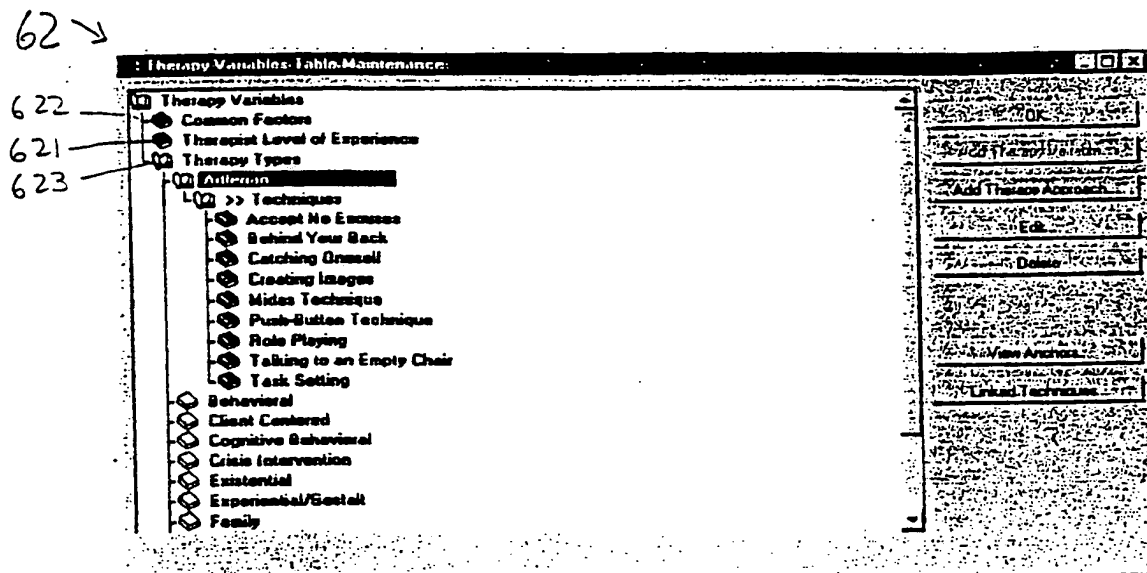 62
: Therapy Variables Table Maintenance:
Therapy Variables
622 Common Factors
621 Therapist Level of Experience
623 Therapy Types
Adlerian
>> Techniques
Accept No Excuses
Behind Your Back
Catching Oneself
Creating Images
Midas Technique
Push-Button Technique
Role Playing
Talking to an Empty Chair
Task Setting
Behavioral
Client Centered
Cognitive Behavioral
Crisis Intervention
Existential
Experiential/Gestalt
Family
OK
Add Therapy
Add Therapy Approach...
Edit...
Delete
View Anchors...
Linked Techniques...